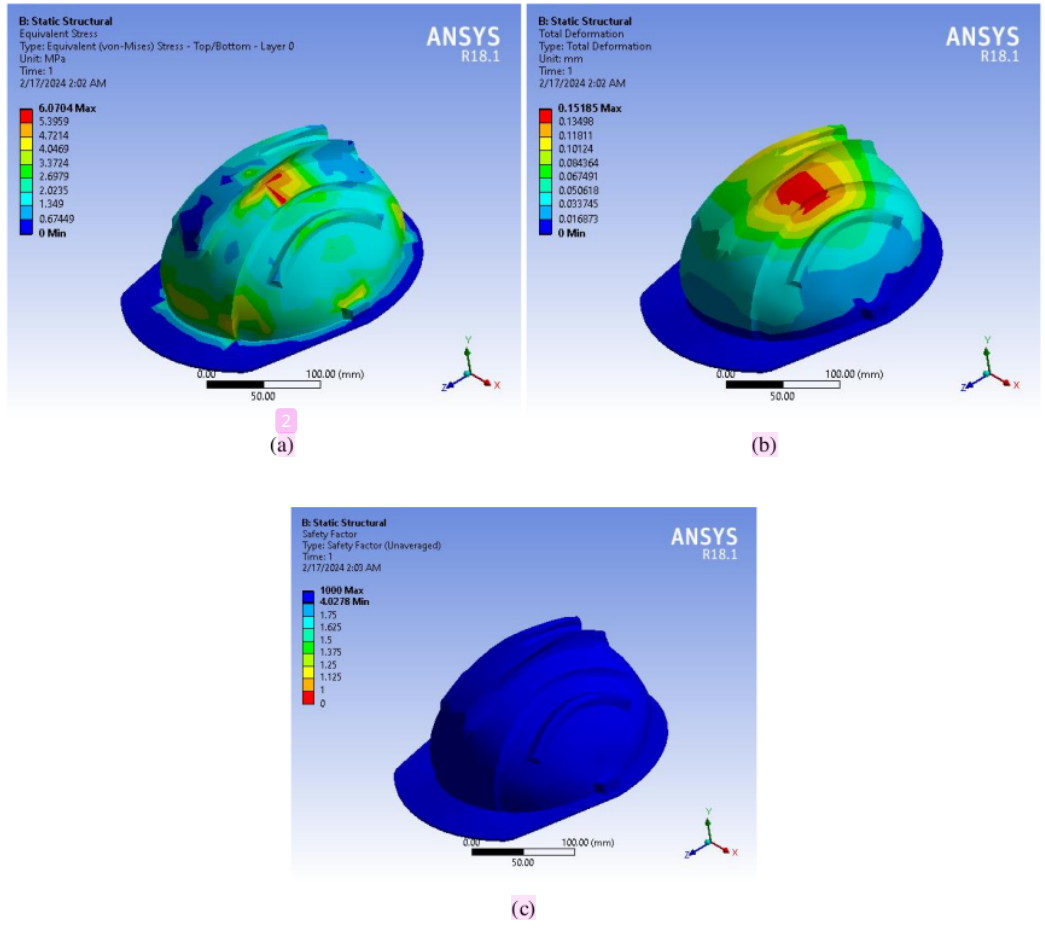 B: Static Structural
Equivalent Stress
Type: Equivalent (von-Mises) Stress - Top/Bottom - Layer 0
Unit: MPa
Time: 1
2/17/2024 2:02 AM
ANSYS
R18.1
6.0704 Max
5.3959
4.7214
4.0469
3.3724
2.6979
2.0235
1.349
0.67449
0 Min
0.00
100.00 (mm)
50.00
Y
Z
X
2
(a)
B: Static Structural
Total Deformation
Type: Total Deformation
Unit: mm
Time: 1
2/17/2024 2:02 AM
ANSYS
R18.1
0.15185 Max
0.13498
0.11811
0.10124
0.084364
0.067491
0.050618
0.033745
0.016873
0 Min
0.00
100.00 (mm)
50.00
Y
Z
X
(b)
B: Static Structural
Safety Factor
Type: Safety Factor (Unaveraged)
Time: 1
2/17/2024 2:03 AM
ANSYS
R18.1
1000 Max
4.0278 Min
1.75
1.625
1.5
1.375
1.25
1.125
1
0
0.00
100.00 (mm)
50.00
Y
Z
X
(c)